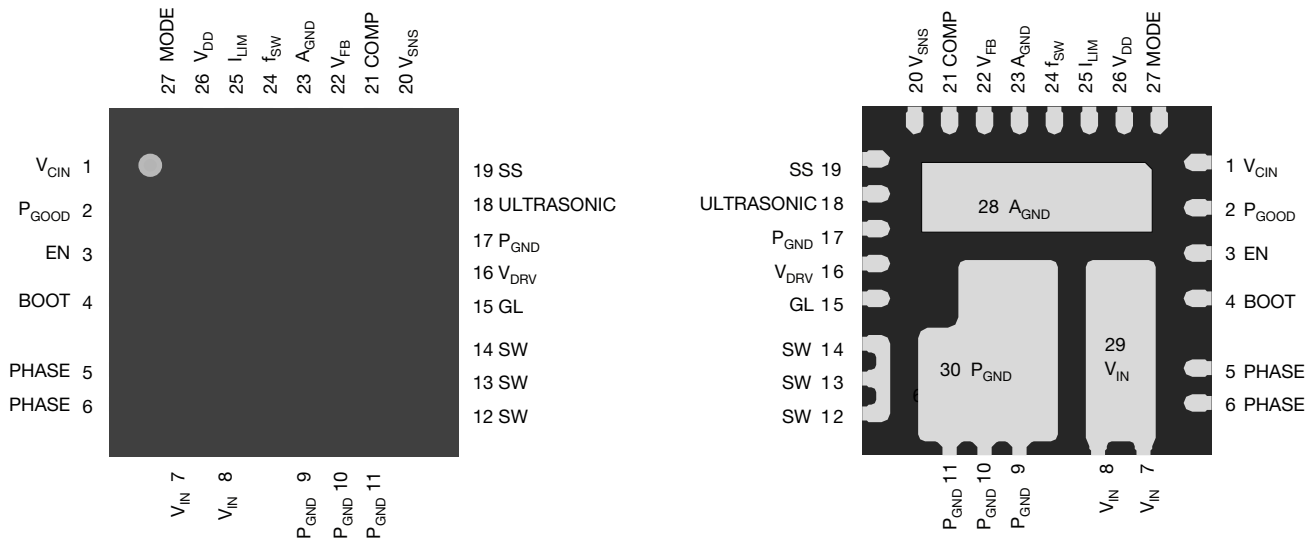 27 MODE
26 VDD
25 ILIM
24 fSW
23 AGND
22 VFB
21 COMP
20 VSNS
VCIN 1
PGOOD 2
EN 3
BOOT 4
PHASE 5
PHASE 6
19 SS
18 ULTRASONIC
17 PGND
16 VDRV
15 GL
14 SW
13 SW
12 SW
VIN 7
VIN 8
PGND 9
PGND 10
PGND 11
20 VSNS
21 COMP
22 VFB
23 AGND
24 fSW
25 ILIM
26 VDD
27 MODE
SS 19
ULTRASONIC 18
PGND 17
VDRV 16
GL 15
SW 14
SW 13
SW 12
28 AGND
30 PGND
29
VIN
6
1 VCIN
2 PGOOD
3 EN
4 BOOT
5 PHASE
6 PHASE
PGND 11
PGND 10
PGND 9
VIN 8
VIN 7